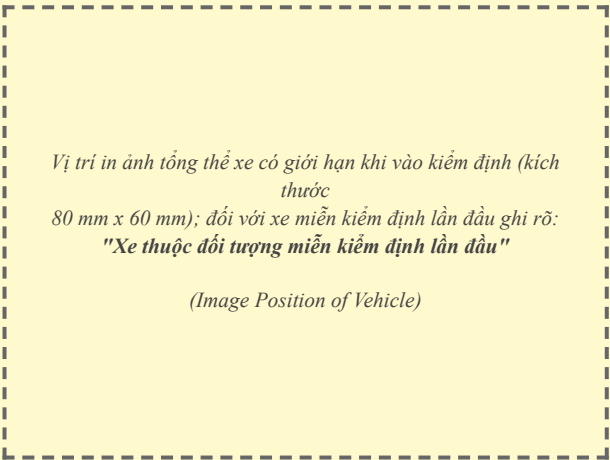 Vị trí in ảnh tổng thể xe có giới hạn khi vào kiểm định (kích
thước
80 mm x 60 mm); đối với xe miễn kiểm định lần đầu ghi rõ:
"Xe thuộc đối tượng miễn kiểm định lần đầu"
(Image Position of Vehicle)